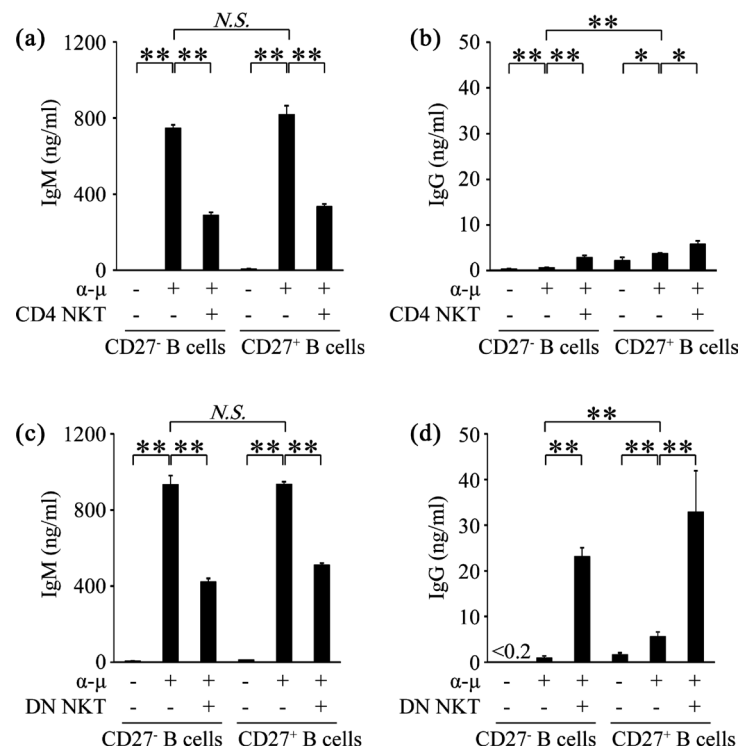 (a)
N.S.
** ** ** **
1200
800
400
0
IgM (ng/ml)
α-μ - + + - + +
CD4 NKT - - + - - +
CD27⁻ B cells CD27⁺ B cells
(b)
**
** ** * *
50
40
30
20
10
0
IgG (ng/ml)
α-μ - + + - + +
CD4 NKT - - + - - +
CD27⁻ B cells CD27⁺ B cells
(c)
N.S.
** ** ** **
1200
800
400
0
IgM (ng/ml)
α-μ - + + - + +
DN NKT - - + - - +
CD27⁻ B cells CD27⁺ B cells
(d)
**
** ** **
50
40
30
20
10
0
IgG (ng/ml)
<0.2
α-μ - + + - + +
DN NKT - - + - - +
CD27⁻ B cells CD27⁺ B cells